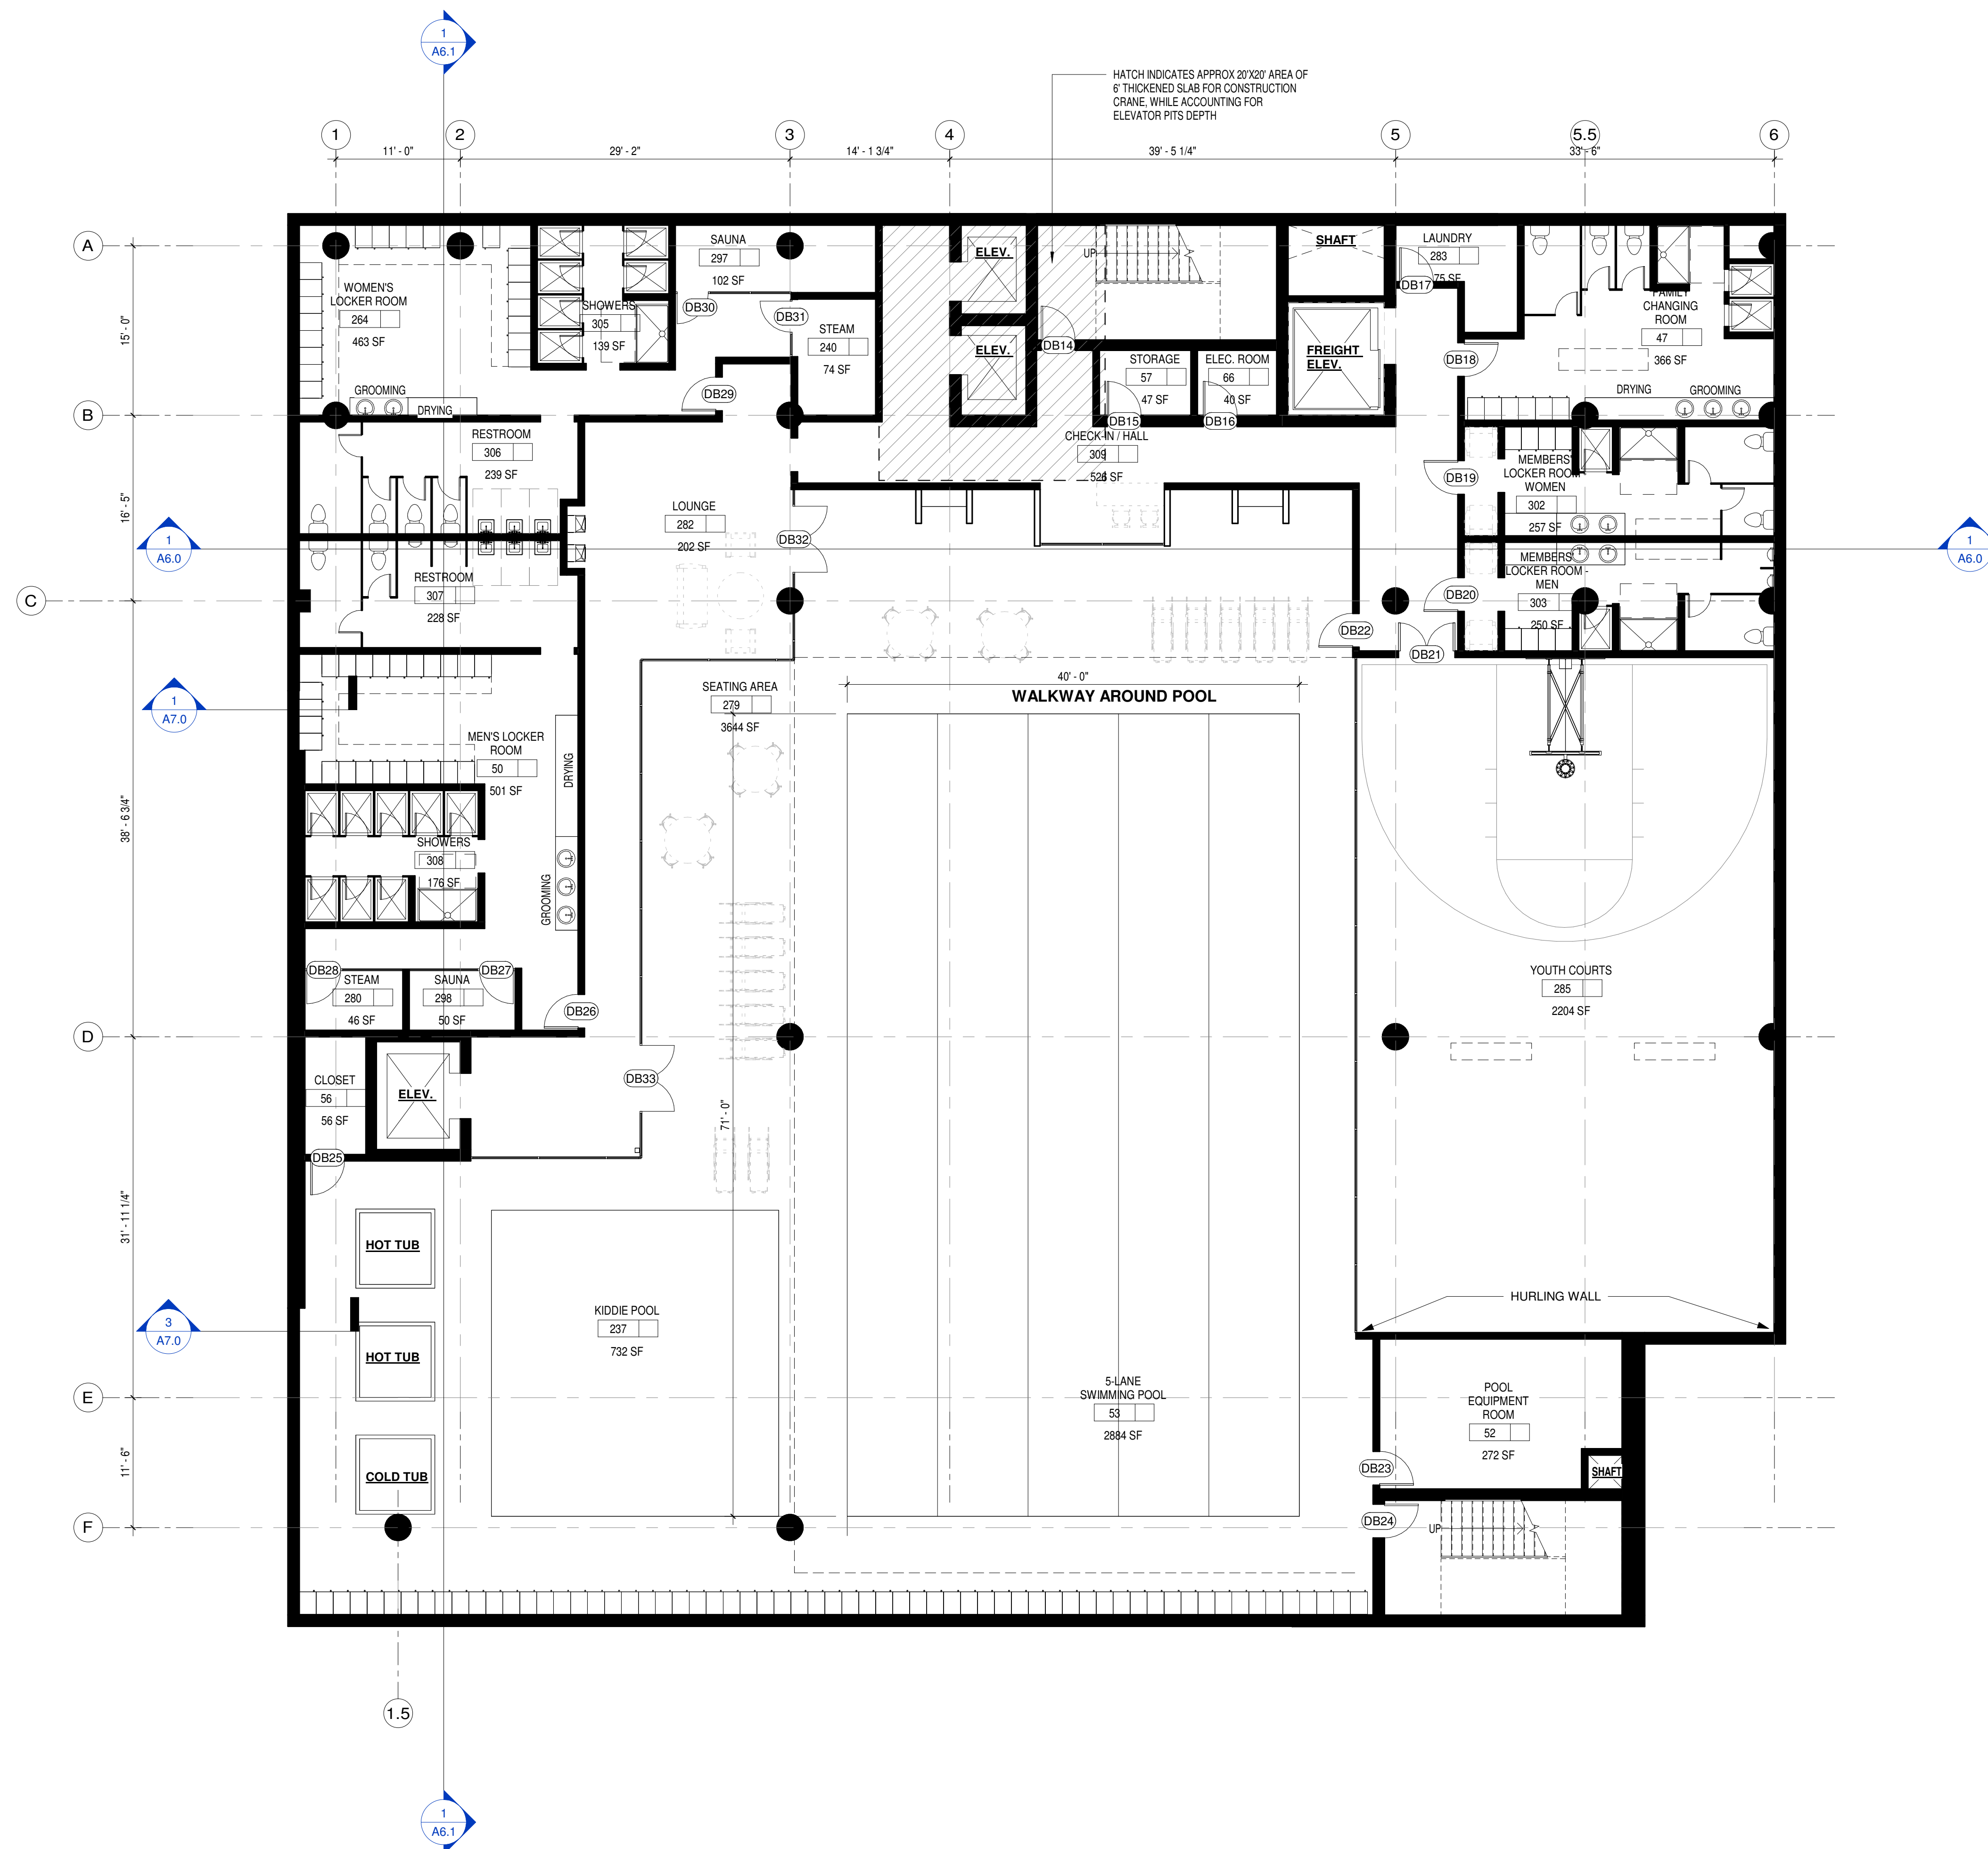 1
A6.1
HATCH INDICATES APPROX 20'X20' AREA OF
6' THICKENED SLAB FOR CONSTRUCTION
CRANE, WHILE ACCOUNTING FOR
ELEVATOR PITS DEPTH
1
2
3
4
5
5.5
6
11' - 0"
29' - 2"
14' - 1 3/4"
39' - 5 1/4"
33' - 6"
A
B
C
D
E
F
15' - 0"
16' - 5"
38' - 6 3/4"
31' - 11 1/4"
11' - 6"
WOMEN'S
LOCKER ROOM
264
463 SF
GROOMING
DRYING
SHOWERS
305
139 SF
SAUNA
297
102 SF
DB30
DB31
STEAM
240
74 SF
DB29
ELEV.
ELEV.
UP
DB14
STORAGE
57
47 SF
DB15
ELEC. ROOM
66
40 SF
DB16
SHAFT
FREIGHT
ELEV.
LAUNDRY
283
75 SF
DB17
DB18
FAMILY
CHANGING
ROOM
47
366 SF
DRYING
GROOMING
RESTROOM
306
239 SF
RESTROOM
307
228 SF
LOUNGE
282
202 SF
DB32
CHECK-IN / HALL
309
526 SF
DB19
MEMBERS'
LOCKER ROOM
WOMEN
302
257 SF
DB20
MEMBERS'
LOCKER ROOM -
MEN
303
250 SF
DB21
DB22
1
A6.0
1
A6.0
1
A7.0
3
A7.0
MEN'S LOCKER
ROOM
50
501 SF
DRYING
GROOMING
SHOWERS
308
176 SF
DB28
STEAM
280
46 SF
DB27
SAUNA
298
50 SF
DB26
SEATING AREA
279
3644 SF
40' - 0"
WALKWAY AROUND POOL
71' - 0"
YOUTH COURTS
285
2204 SF
CLOSET
56
56 SF
ELEV.
DB33
DB25
HOT TUB
HOT TUB
COLD TUB
KIDDIE POOL
237
732 SF
5-LANE
SWIMMING POOL
53
2884 SF
HURLING WALL
POOL
EQUIPMENT
ROOM
52
272 SF
SHAFT
DB23
DB24
UP
1.5
1
A6.1